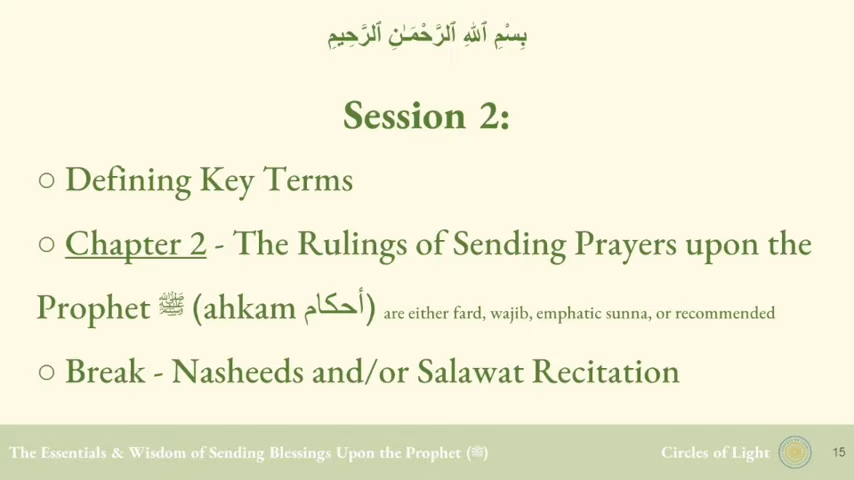 بِسْمِ ٱللهِ ٱلرَّحْمَـٰنِ ٱلرَّحِيمِ
Session 2:
○ Defining Key Terms
○ Chapter 2 - The Rulings of Sending Prayers upon the
Prophet ﷺ (ahkam أحكام) are either fard, wajib, emphatic sunna, or recommended
○ Break - Nasheeds and/or Salawat Recitation
The Essentials & Wisdom of Sending Blessings Upon the Prophet (ﷺ)
Circles of Light
15